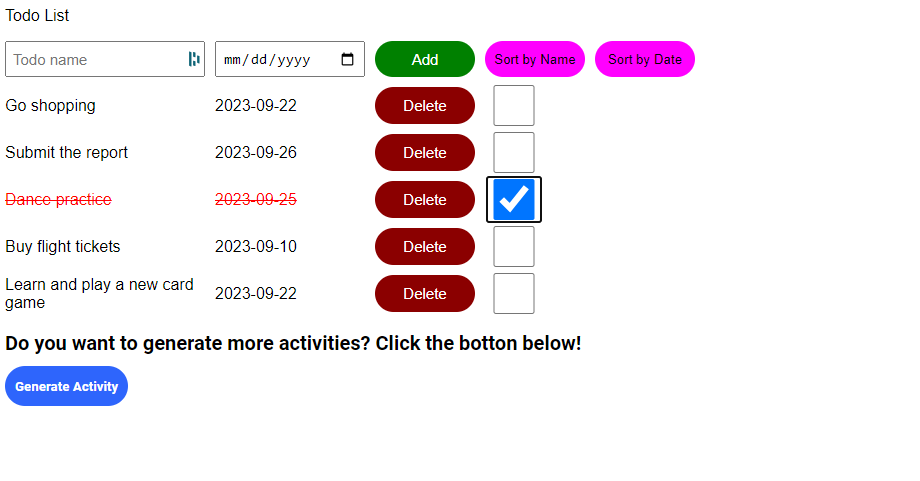 Todo List
Todo name mm/dd/yyyy Add Sort by Name Sort by Date
Go shopping 2023-09-22 Delete
Submit the report 2023-09-26 Delete
Dance practice 2023-09-25 Delete
Buy flight tickets 2023-09-10 Delete
Learn and play a new card
game 2023-09-22 Delete
Do you want to generate more activities? Click the botton below!
Generate Activity